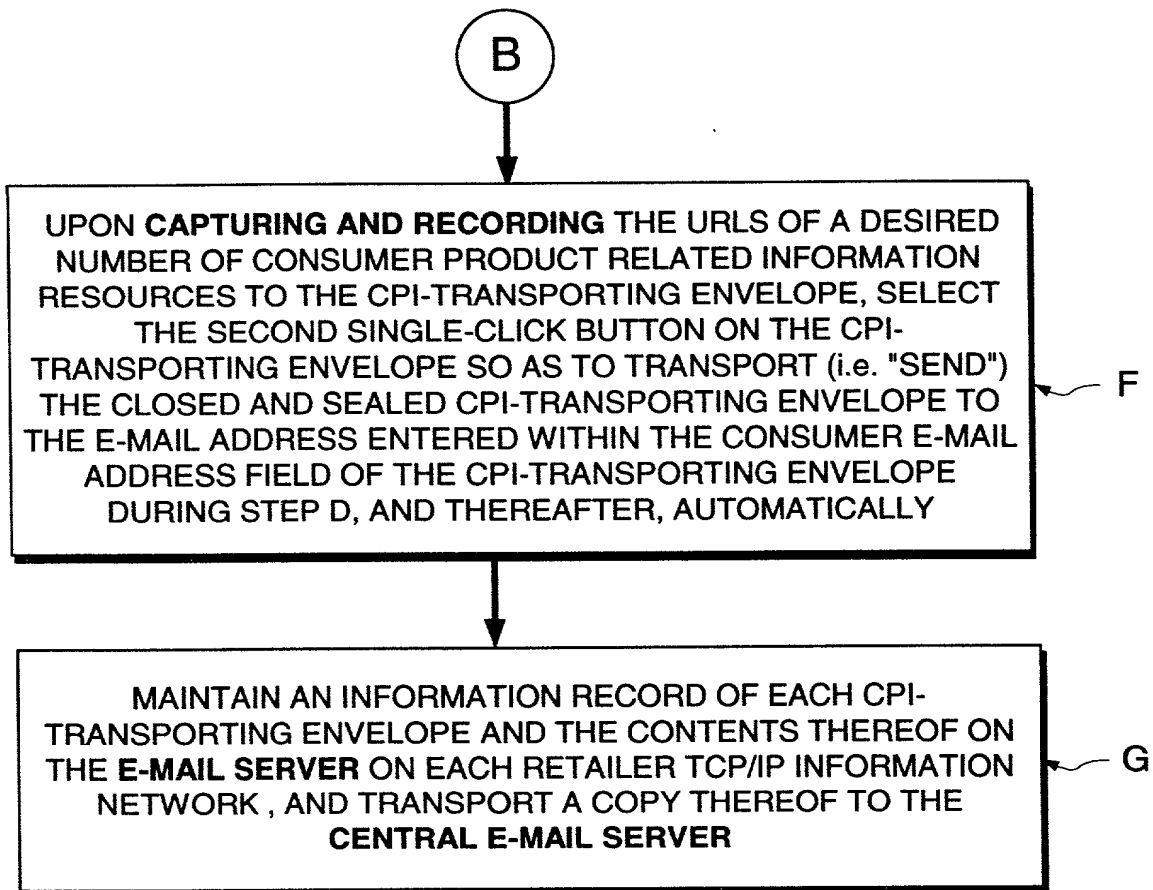 B
UPON CAPTURING AND RECORDING THE URLS OF A DESIRED
NUMBER OF CONSUMER PRODUCT RELATED INFORMATION
RESOURCES TO THE CPI-TRANSPORTING ENVELOPE, SELECT
THE SECOND SINGLE-CLICK BUTTON ON THE CPI-
TRANSPORTING ENVELOPE SO AS TO TRANSPORT (i.e. "SEND")
THE CLOSED AND SEALED CPI-TRANSPORTING ENVELOPE TO
THE E-MAIL ADDRESS ENTERED WITHIN THE CONSUMER E-MAIL
ADDRESS FIELD OF THE CPI-TRANSPORTING ENVELOPE
DURING STEP D, AND THEREAFTER, AUTOMATICALLY
F
MAINTAIN AN INFORMATION RECORD OF EACH CPI-
TRANSPORTING ENVELOPE AND THE CONTENTS THEREOF ON
THE E-MAIL SERVER ON EACH RETAILER TCP/IP INFORMATION
NETWORK , AND TRANSPORT A COPY THEREOF TO THE
CENTRAL E-MAIL SERVER
G